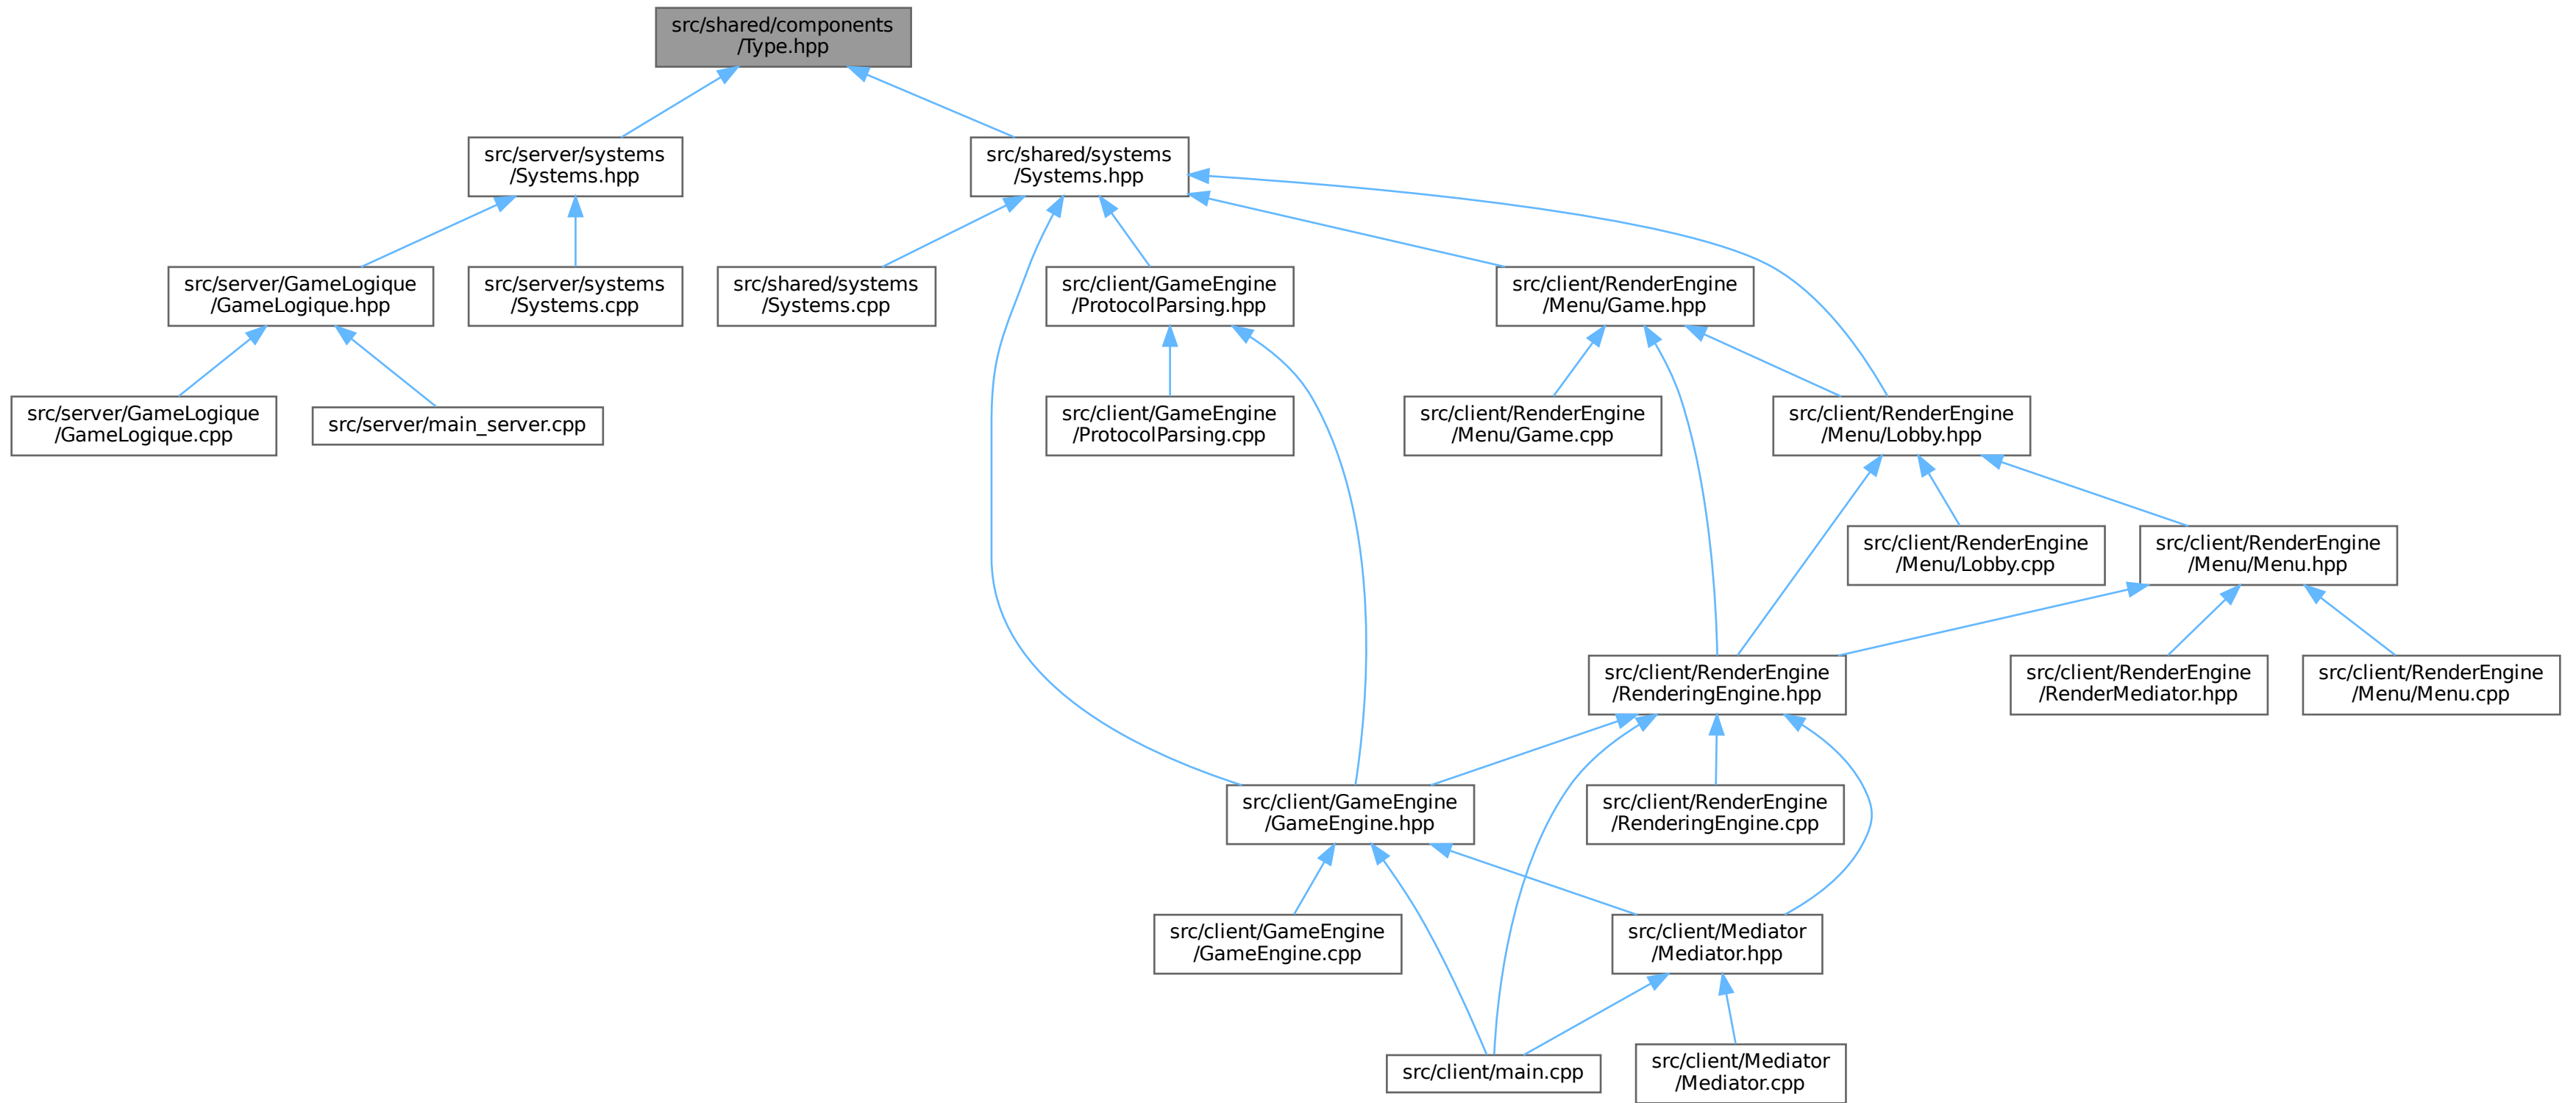 src/shared/components
/Type.hpp
src/server/systems
/Systems.hpp
src/shared/systems
/Systems.hpp
src/server/GameLogique
/GameLogique.hpp
src/server/systems
/Systems.cpp
src/shared/systems
/Systems.cpp
src/client/GameEngine
/ProtocolParsing.hpp
src/client/RenderEngine
/Menu/Game.hpp
src/server/GameLogique
/GameLogique.cpp
src/server/main_server.cpp
src/client/GameEngine
/ProtocolParsing.cpp
src/client/RenderEngine
/Menu/Game.cpp
src/client/RenderEngine
/Menu/Lobby.hpp
src/client/RenderEngine
/Menu/Lobby.cpp
src/client/RenderEngine
/Menu/Menu.hpp
src/client/RenderEngine
/RenderingEngine.hpp
src/client/RenderEngine
/RenderMediator.hpp
src/client/RenderEngine
/Menu/Menu.cpp
src/client/GameEngine
/GameEngine.hpp
src/client/RenderEngine
/RenderingEngine.cpp
src/client/GameEngine
/GameEngine.cpp
src/client/Mediator
/Mediator.hpp
src/client/main.cpp
src/client/Mediator
/Mediator.cpp